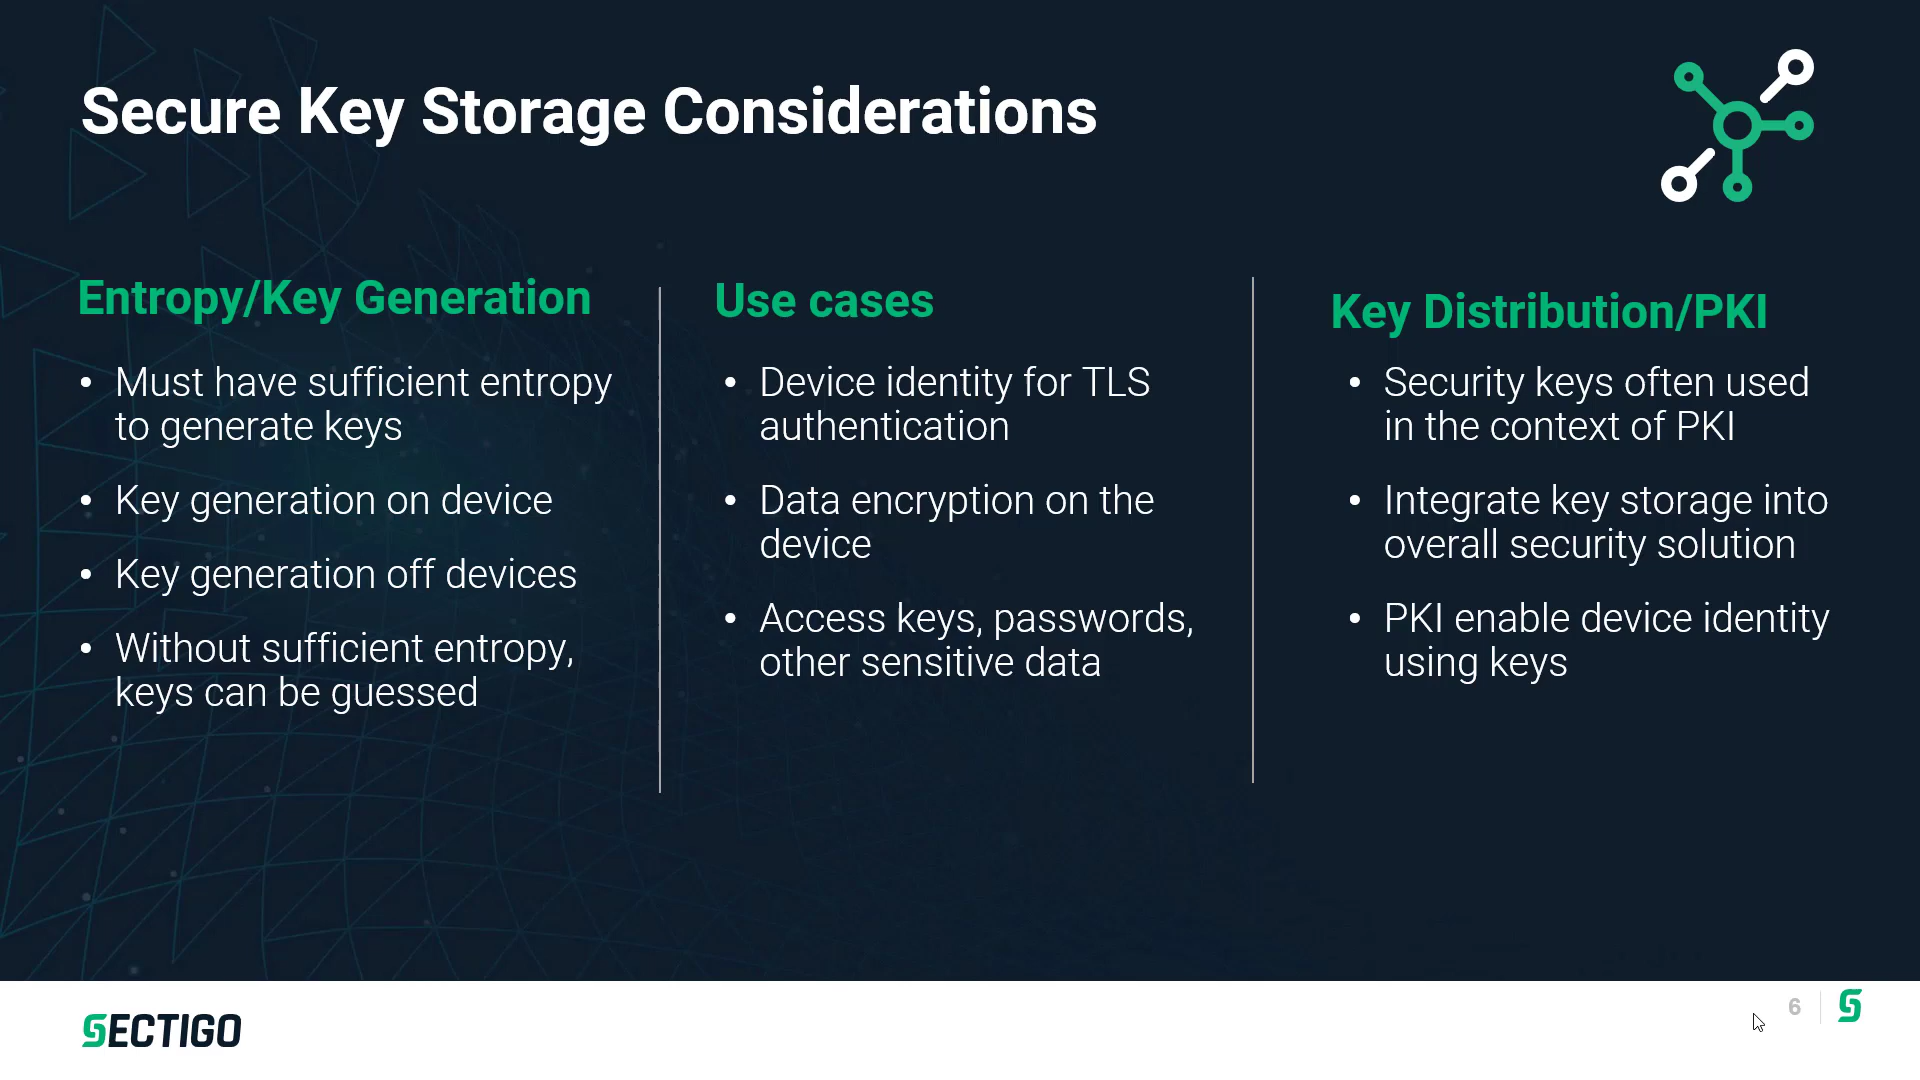 Secure Key Storage Considerations
Entropy/Key Generation
• Must have sufficient entropy
to generate keys
• Key generation on device
• Key generation off devices
• Without sufficient entropy,
keys can be guessed
Use cases
• Device identity for TLS
authentication
• Data encryption on the
device
• Access keys, passwords,
other sensitive data
Key Distribution/PKI
• Security keys often used
in the context of PKI
• Integrate key storage into
overall security solution
• PKI enable device identity
using keys
SECTIGO
6
S